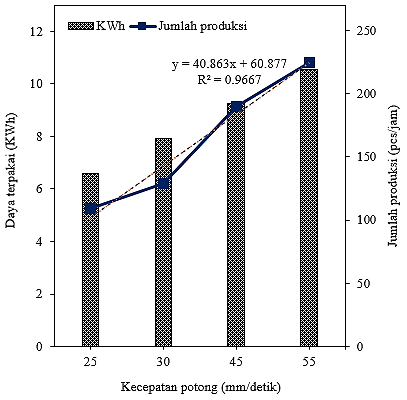 KWh
Jumlah produksi
y = 40.863x + 60.877
R² = 0.9667
Daya terpakai (KWh)
12
10
8
6
4
2
0
250
200
150
100
50
0
Jumlah produksi (pcs/jam)
25 30 45 55
Kecepatan potong (mm/detik)